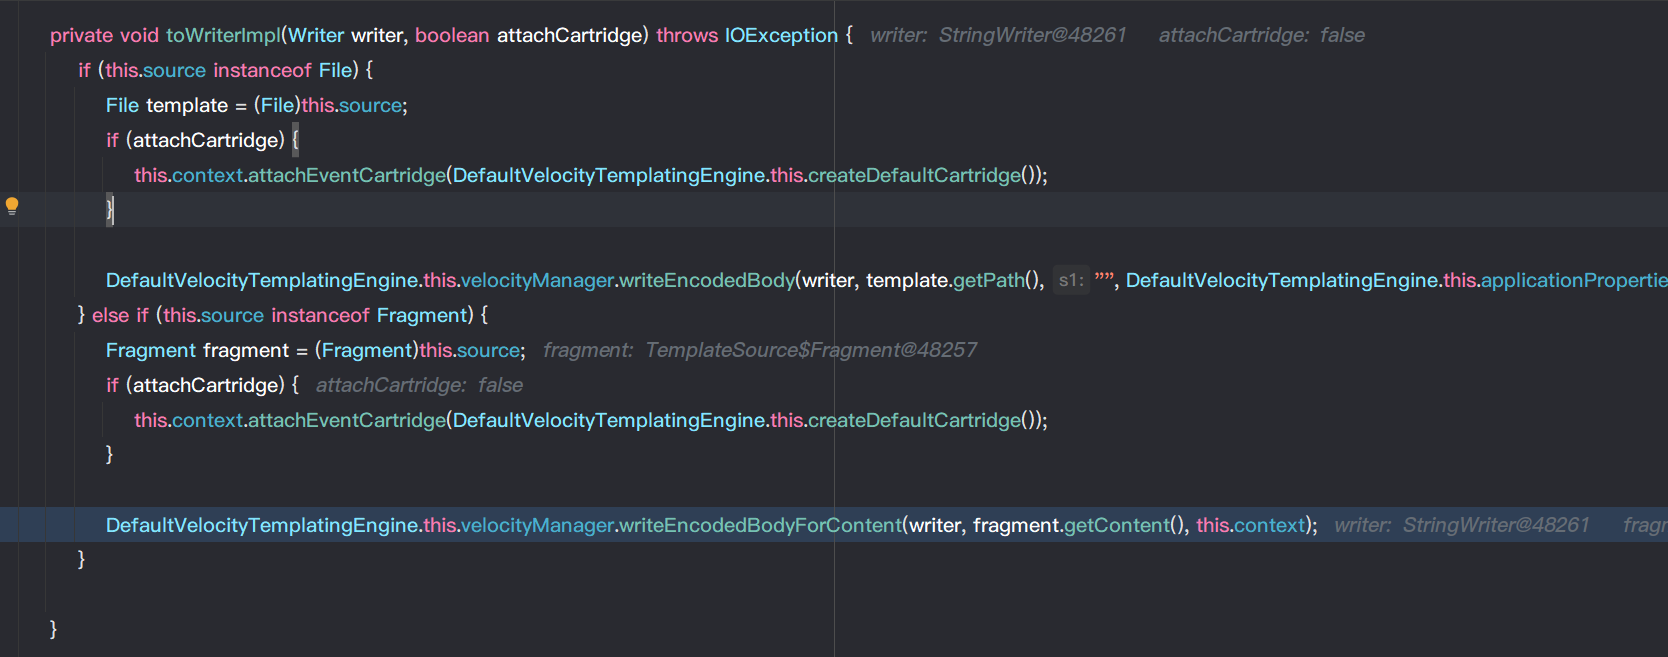 private void toWriterImpl(Writer writer, boolean attachCartridge) throws IOException { writer: StringWriter@48261 attachCartridge: false
if (this.source instanceof File) {
File template = (File)this.source;
if (attachCartridge) {
this.context.attachEventCartridge(DefaultVelocityTemplatingEngine.this.createDefaultCartridge());
}
DefaultVelocityTemplatingEngine.this.velocityManager.writeEncodedBody(writer, template.getPath(), s1: "", DefaultVelocityTemplatingEngine.this.applicationPropertie
} else if (this.source instanceof Fragment) {
Fragment fragment = (Fragment)this.source; fragment: TemplateSource$Fragment@48257
if (attachCartridge) { attachCartridge: false
this.context.attachEventCartridge(DefaultVelocityTemplatingEngine.this.createDefaultCartridge());
}
DefaultVelocityTemplatingEngine.this.velocityManager.writeEncodedBodyForContent(writer, fragment.getContent(), this.context); writer: StringWriter@48261 fragr
}
}